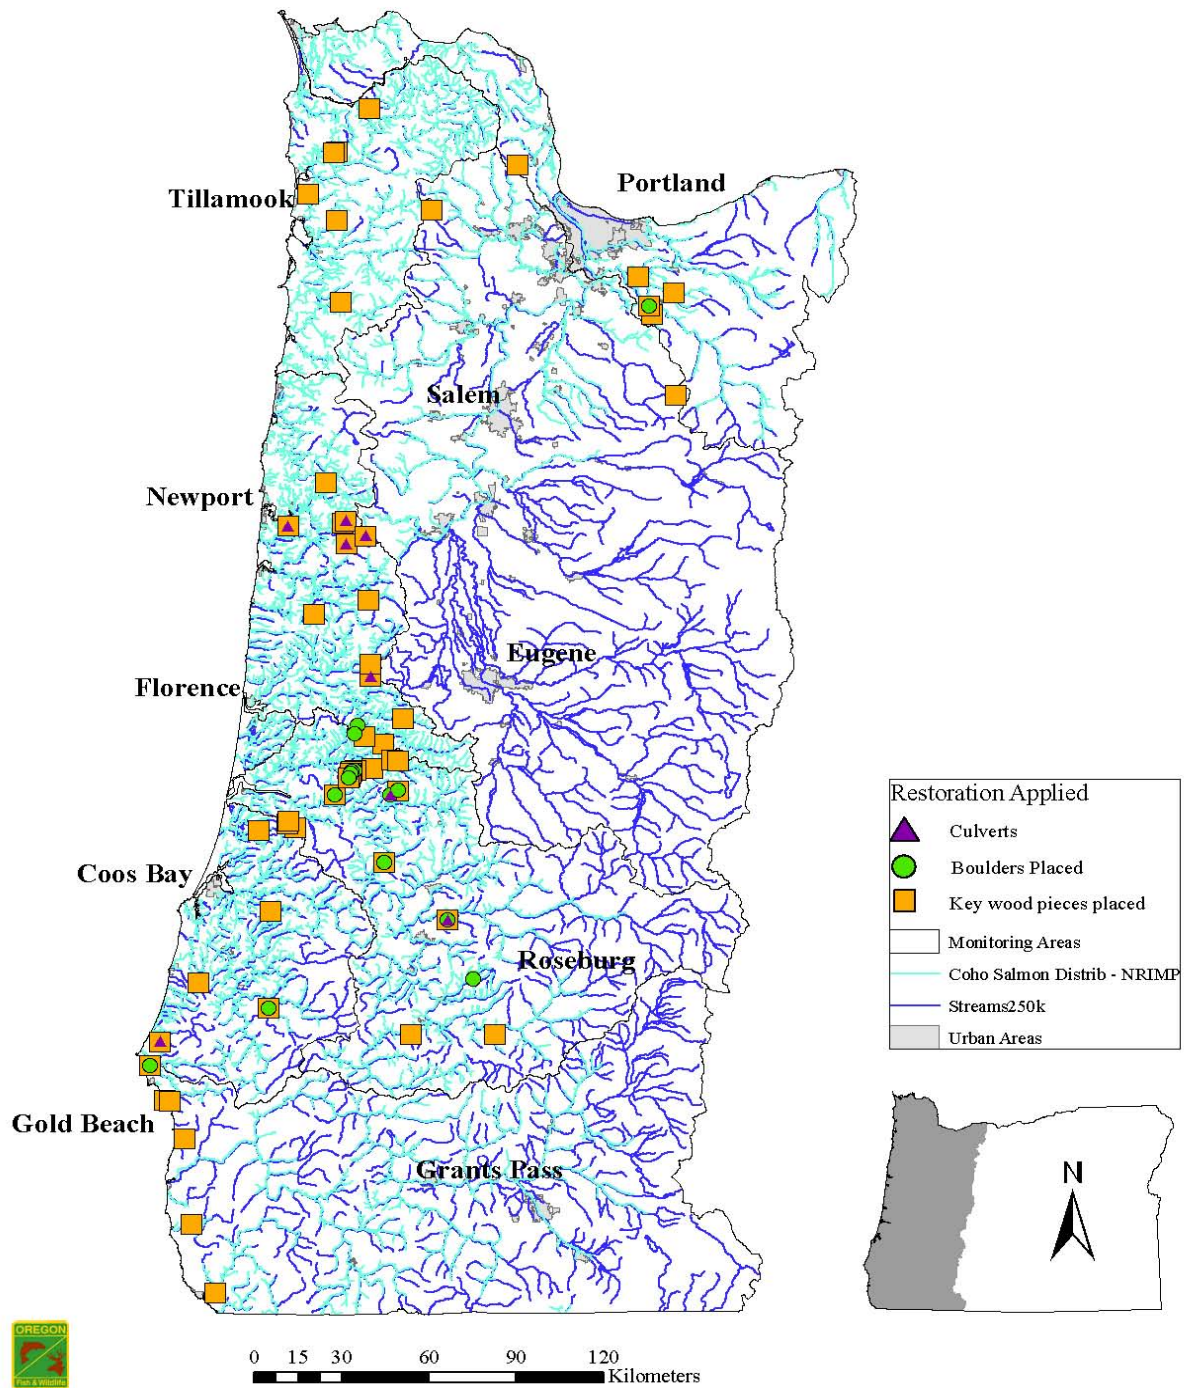 Tillamook
Portland
Salem
Newport
Eugene
Florence
Coos Bay
Roseburg
Gold Beach
Grants Pass
Restoration Applied
Culverts
Boulders Placed
Key wood pieces placed
Monitoring Areas
Coho Salmon Distrib - NRIMP
Streams250k
Urban Areas
N
OREGON
Fish & Wildlife
0 15 30 60 90 120
Kilometers